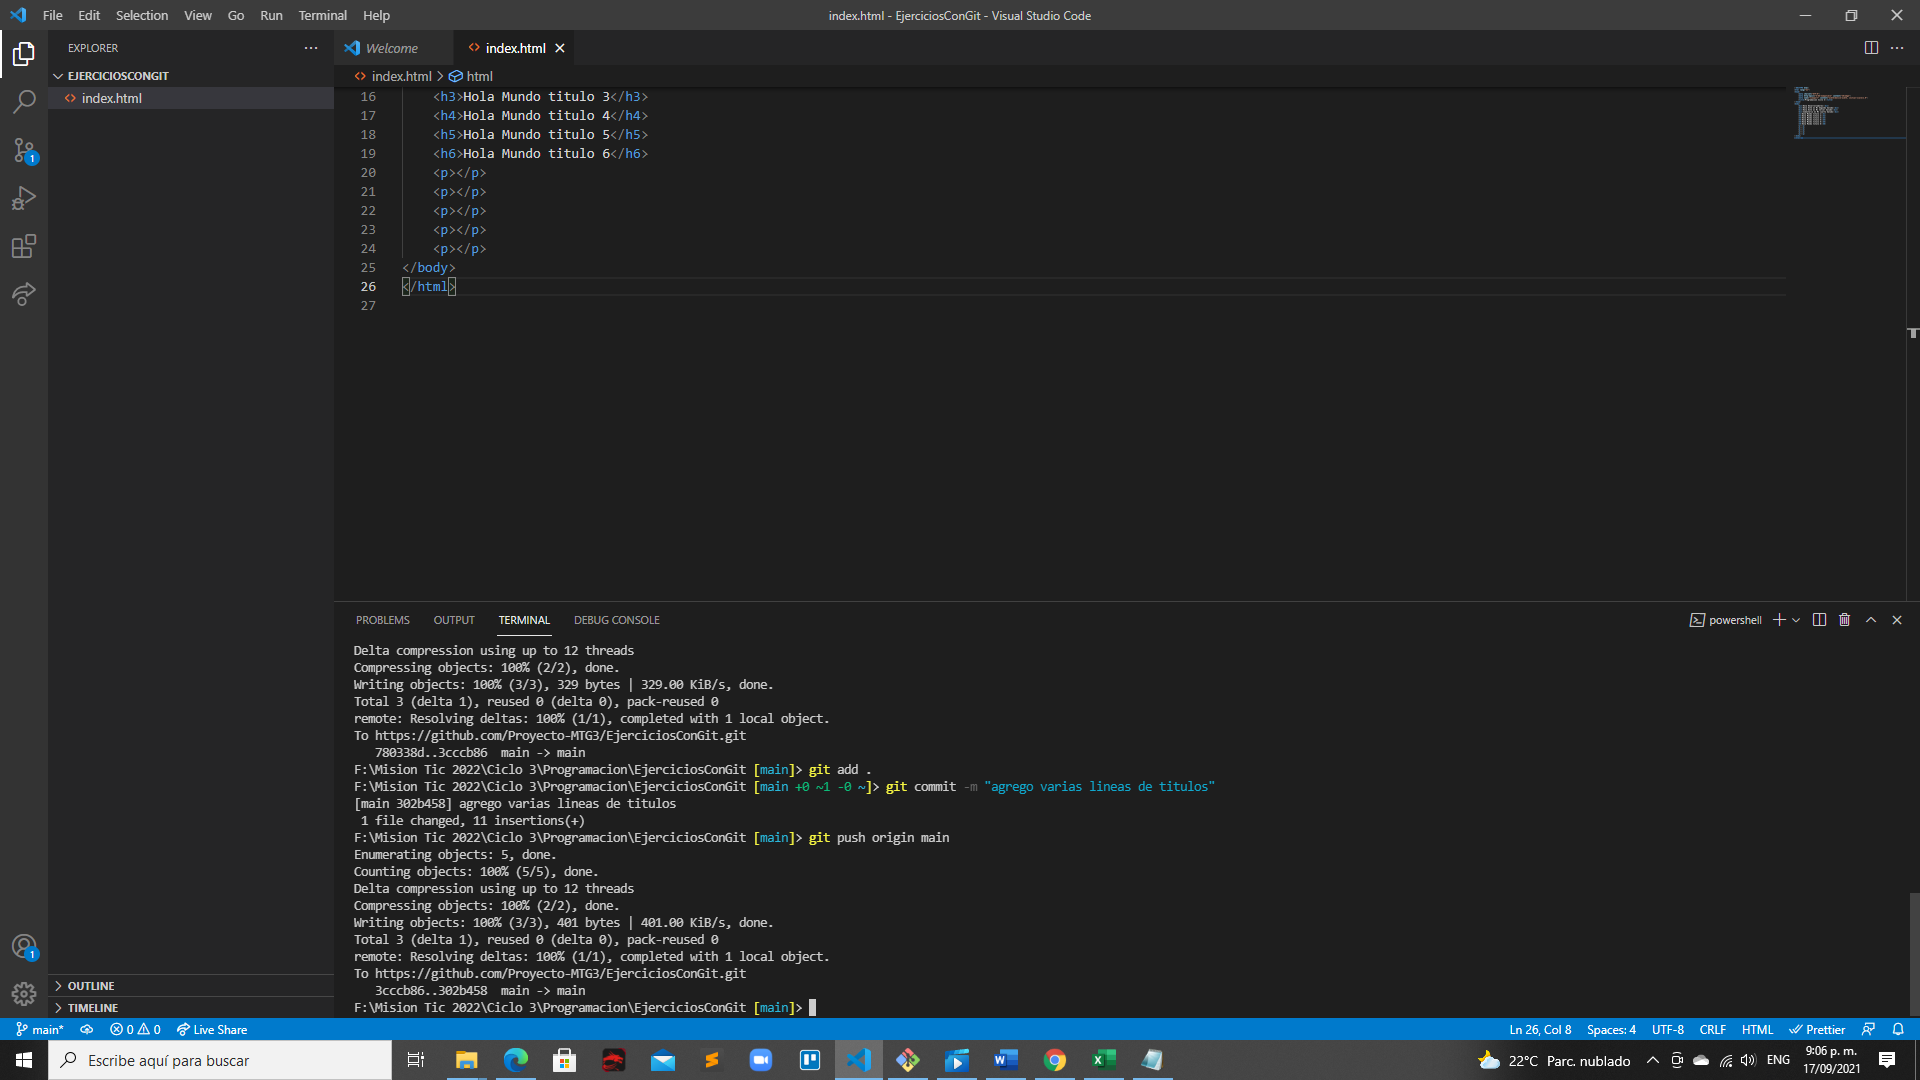 File Edit Selection View Go Run Terminal Help
index.html - EjerciciosConGit - Visual Studio Code
EXPLORER
EJERCICIOSCONGIT
index.html
1
Welcome
index.html
index.html > html
16 <h3>Hola Mundo titulo 3</h3>
17 <h4>Hola Mundo titulo 4</h4>
18 <h5>Hola Mundo titulo 5</h5>
19 <h6>Hola Mundo titulo 6</h6>
20 <p></p>
21 <p></p>
22 <p></p>
23 <p></p>
24 <p></p>
25 </body>
26 </html>
27
PROBLEMS OUTPUT TERMINAL DEBUG CONSOLE
powershell
Delta compression using up to 12 threads
Compressing objects: 100% (2/2), done.
Writing objects: 100% (3/3), 329 bytes | 329.00 KiB/s, done.
Total 3 (delta 1), reused 0 (delta 0), pack-reused 0
remote: Resolving deltas: 100% (1/1), completed with 1 local object.
To https://github.com/Proyecto-MTG3/EjerciciosConGit.git
780338d..3cccb86 main -> main
F:\Mision Tic 2022\Ciclo 3\Programacion\EjerciciosConGit [main]> git add .
F:\Mision Tic 2022\Ciclo 3\Programacion\EjerciciosConGit [main +0 ~1 -0 ~]> git commit -m "agrego varias lineas de titulos"
[main 302b458] agrego varias lineas de titulos
1 file changed, 11 insertions(+)
F:\Mision Tic 2022\Ciclo 3\Programacion\EjerciciosConGit [main]> git push origin main
Enumerating objects: 5, done.
Counting objects: 100% (5/5), done.
Delta compression using up to 12 threads
Compressing objects: 100% (2/2), done.
Writing objects: 100% (3/3), 401 bytes | 401.00 KiB/s, done.
Total 3 (delta 1), reused 0 (delta 0), pack-reused 0
remote: Resolving deltas: 100% (1/1), completed with 1 local object.
To https://github.com/Proyecto-MTG3/EjerciciosConGit.git
3cccb86..302b458 main -> main
F:\Mision Tic 2022\Ciclo 3\Programacion\EjerciciosConGit [main]>
1
OUTLINE
TIMELINE
main* 0 0 Live Share
Ln 26, Col 8 Spaces: 4 UTF-8 CRLF HTML Prettier
Escribe aquí para buscar
22°C Parc. nublado
ENG
9:06 p. m.
17/09/2021